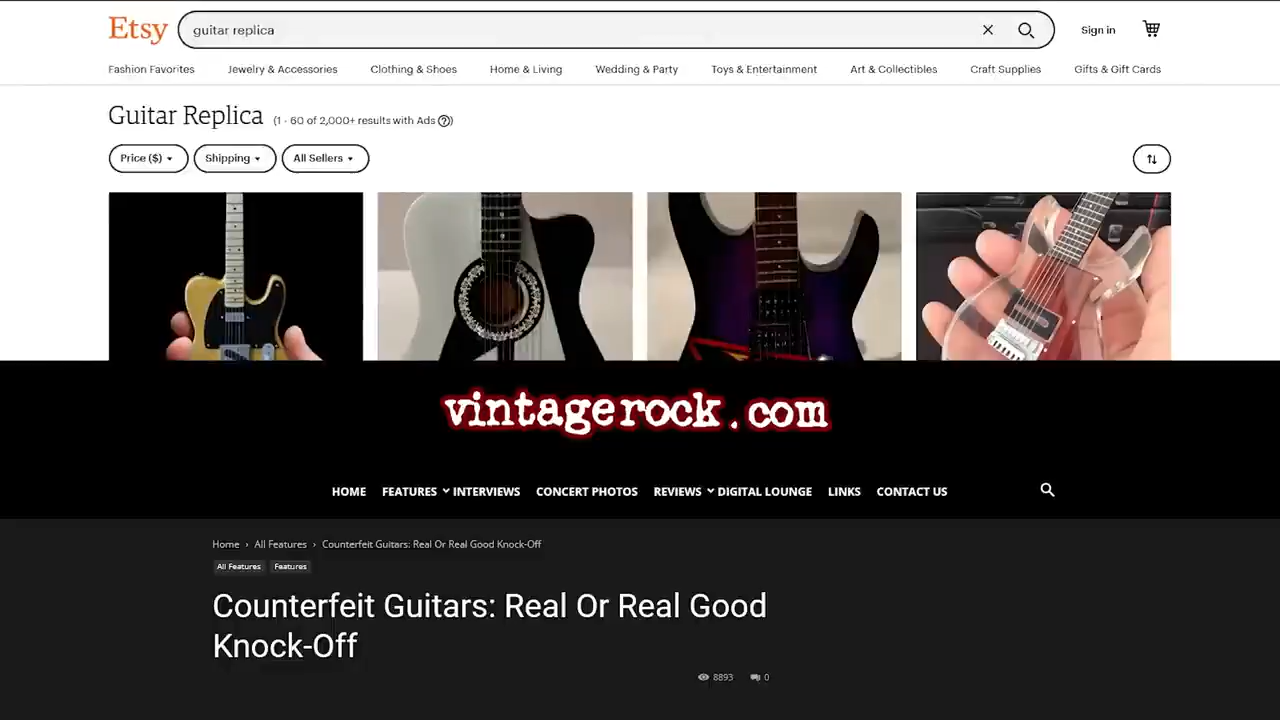 Etsy
guitar replica
Sign in
Fashion Favorites Jewelry & Accessories Clothing & Shoes Home & Living Wedding & Party Toys & Entertainment Art & Collectibles Craft Supplies Gifts & Gift Cards
Guitar Replica (1 - 60 of 2,000+ results with Ads ?)
Price ($) Shipping All Sellers
vintagerock.com
HOME FEATURES INTERVIEWS CONCERT PHOTOS REVIEWS DIGITAL LOUNGE LINKS CONTACT US
Home › All Features › Counterfeit Guitars: Real Or Real Good Knock-Off
All Features Features
Counterfeit Guitars: Real Or Real Good
Knock-Off
8893 0